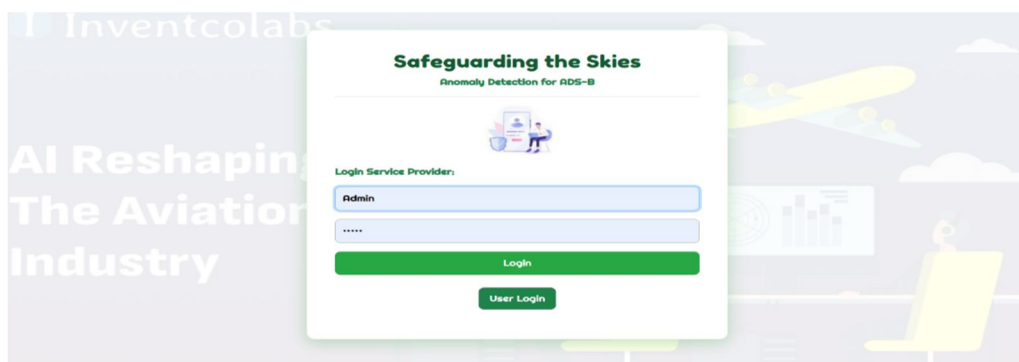 Inventcolabs
AI Reshaping
The Aviation
Industry
Safeguarding the Skies
Anomaly Detection for ADS-B
Login Service Provider:
Admin
•••••
Login
User Login